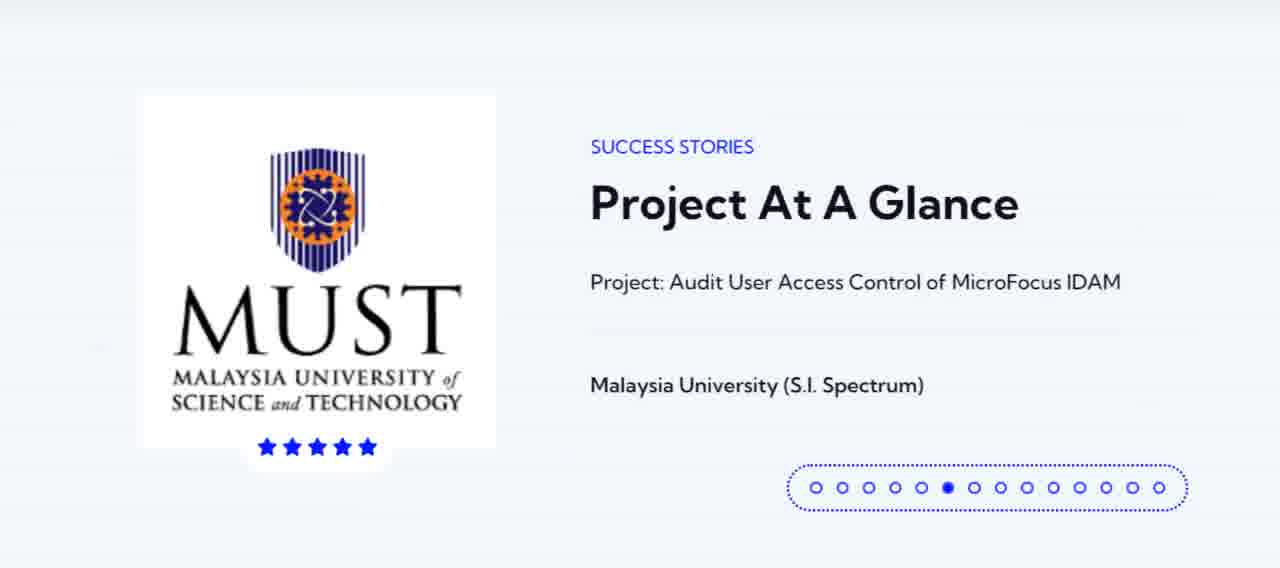 MUST
MALAYSIA UNIVERSITY of
SCIENCE and TECHNOLOGY
SUCCESS STORIES
Project At A Glance
Project: Audit User Access Control of MicroFocus IDAM
Malaysia University (S.I. Spectrum)